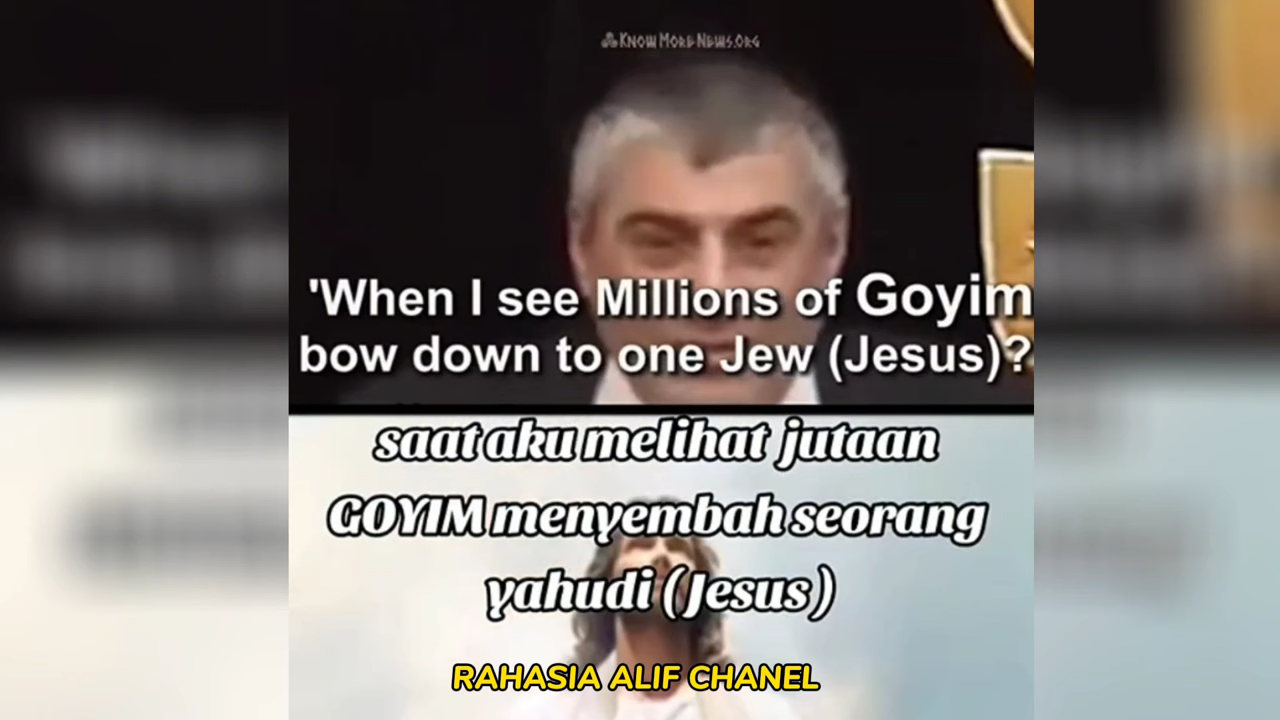 KnowMoreNews.Org
'When I see Millions of Goyim
bow down to one Jew (Jesus)?
saat aku melihat jutaan
GOYIM menyembah seorang
yahudi (Jesus)
RAHASIA ALIF CHANEL